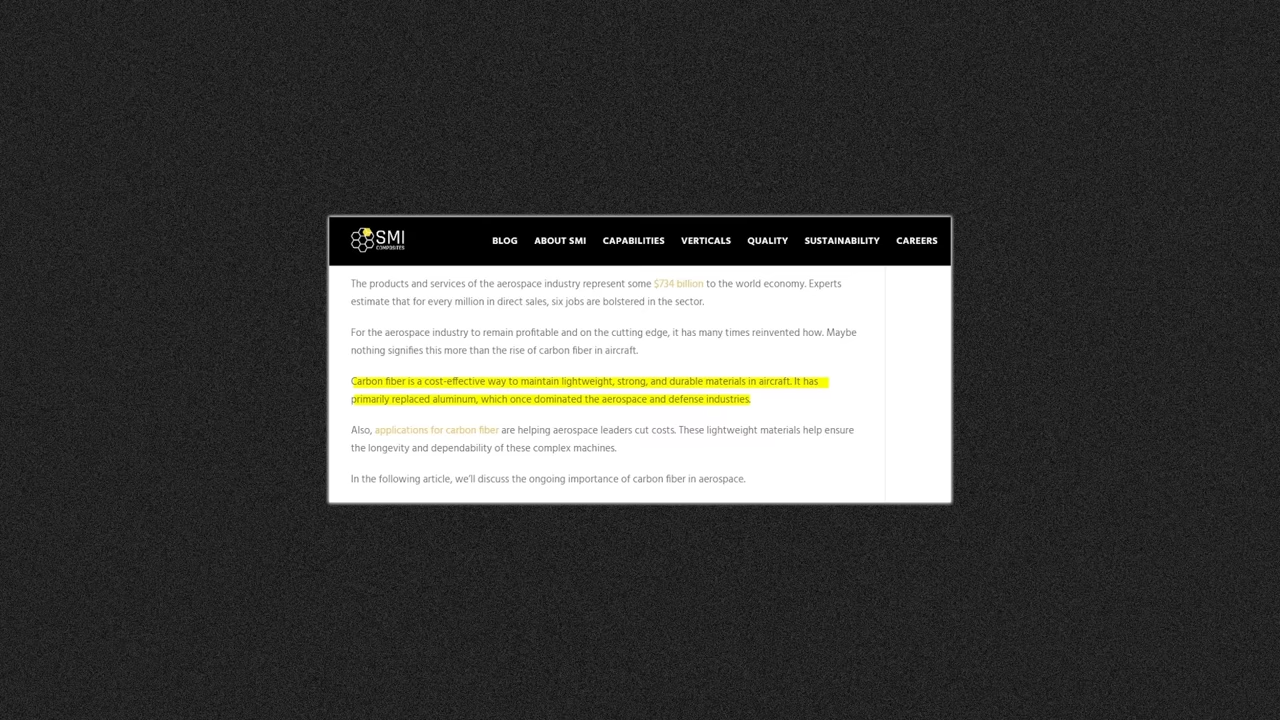 SMI
COMPOSITES
BLOG ABOUT SMI CAPABILITIES VERTICALS QUALITY SUSTAINABILITY CAREERS
The products and services of the aerospace industry represent some $734 billion to the world economy. Experts
estimate that for every million in direct sales, six jobs are bolstered in the sector.
For the aerospace industry to remain profitable and on the cutting edge, it has many times reinvented how. Maybe
nothing signifies this more than the rise of carbon fiber in aircraft.
Carbon fiber is a cost-effective way to maintain lightweight, strong, and durable materials in aircraft. It has
primarily replaced aluminum, which once dominated the aerospace and defense industries.
Also, applications for carbon fiber are helping aerospace leaders cut costs. These lightweight materials help ensure
the longevity and dependability of these complex machines.
In the following article, we'll discuss the ongoing importance of carbon fiber in aerospace.